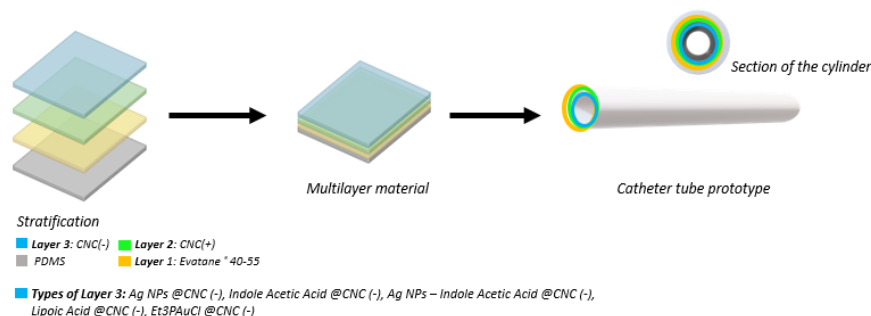 Section of the cylinder
Multilayer material
Catheter tube prototype
Stratification
Layer 3: CNC(-) Layer 2: CNC(+)
PDMS Layer 1: Evatane * 40-55
Types of Layer 3: Ag NPs @CNC (-), Indole Acetic Acid @CNC (-), Ag NPs – Indole Acetic Acid @CNC (-),
Lipoic Acid @CNC (-), Et3PAuCl @CNC (-)